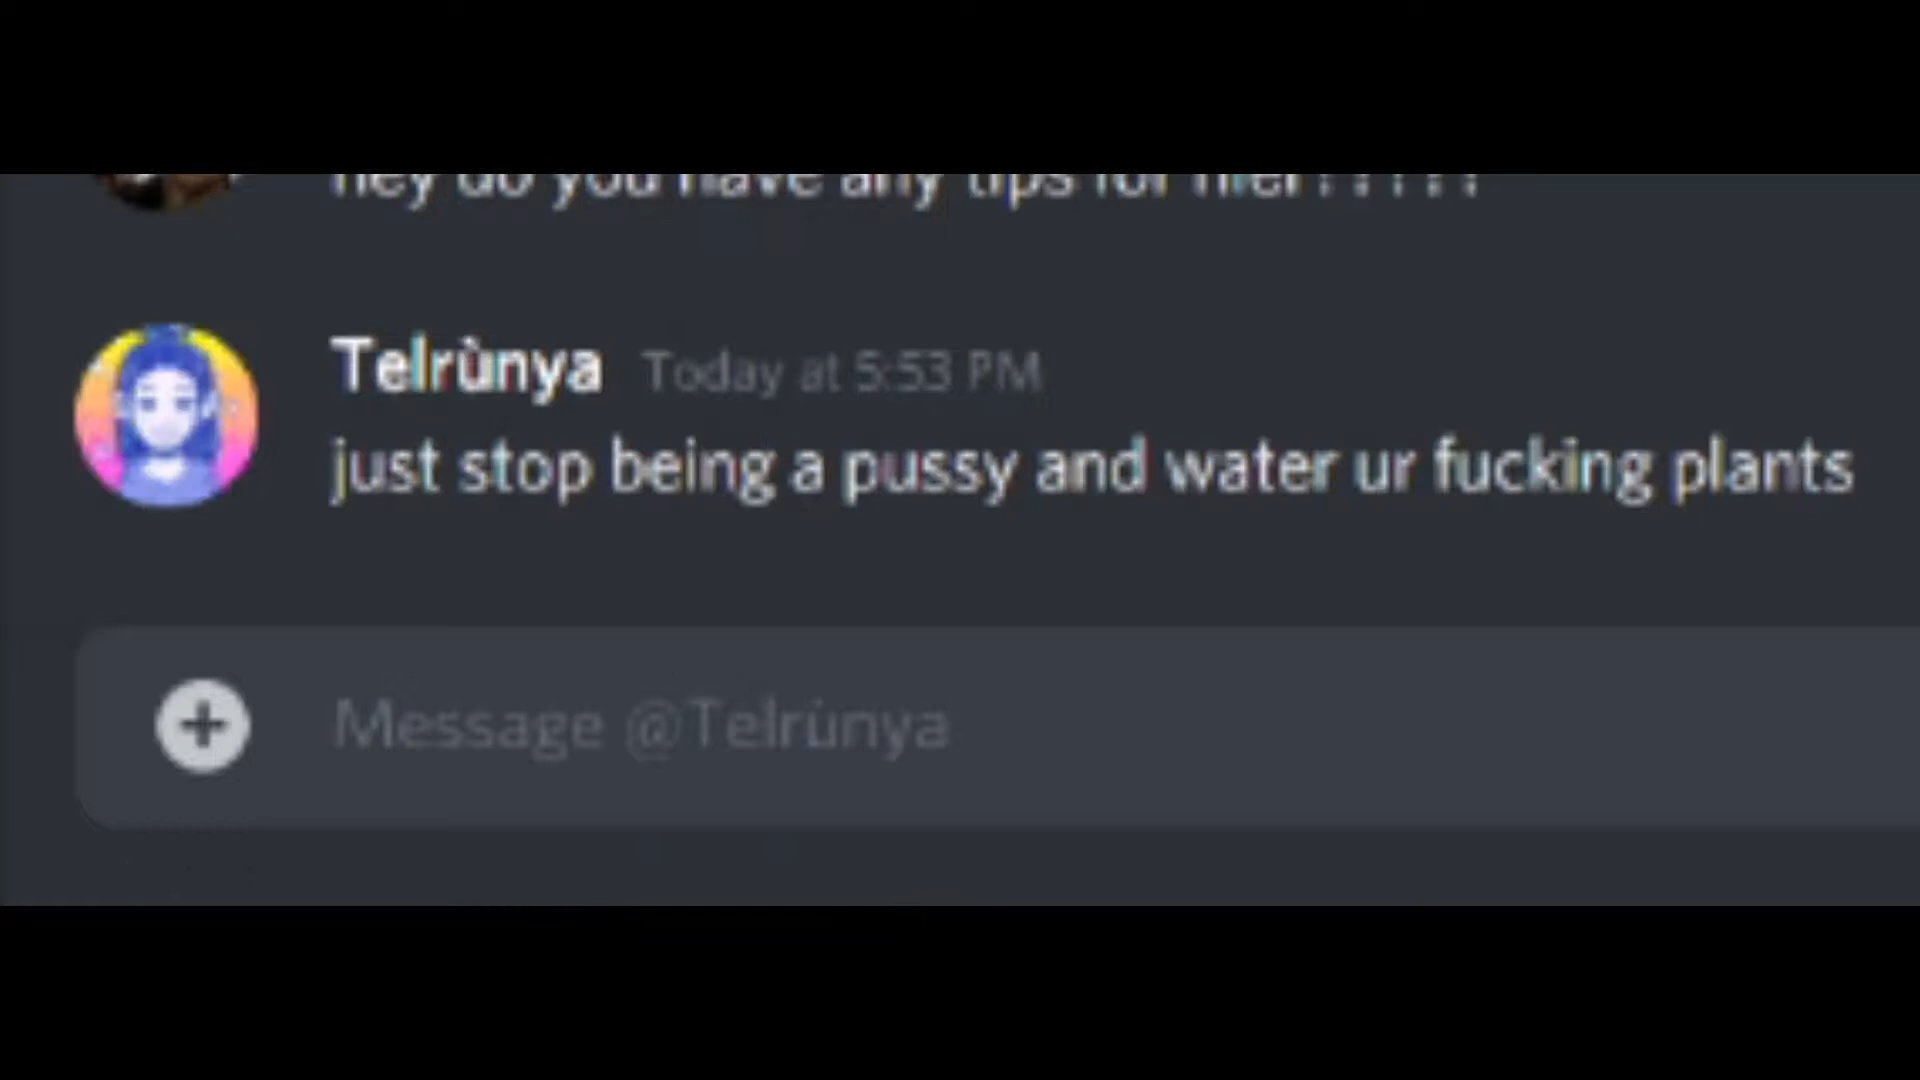 hey do you have any tips for
Telrùnya Today at 5:53 PM
just stop being a pussy and water ur fucking plants
Message @Telrùnya